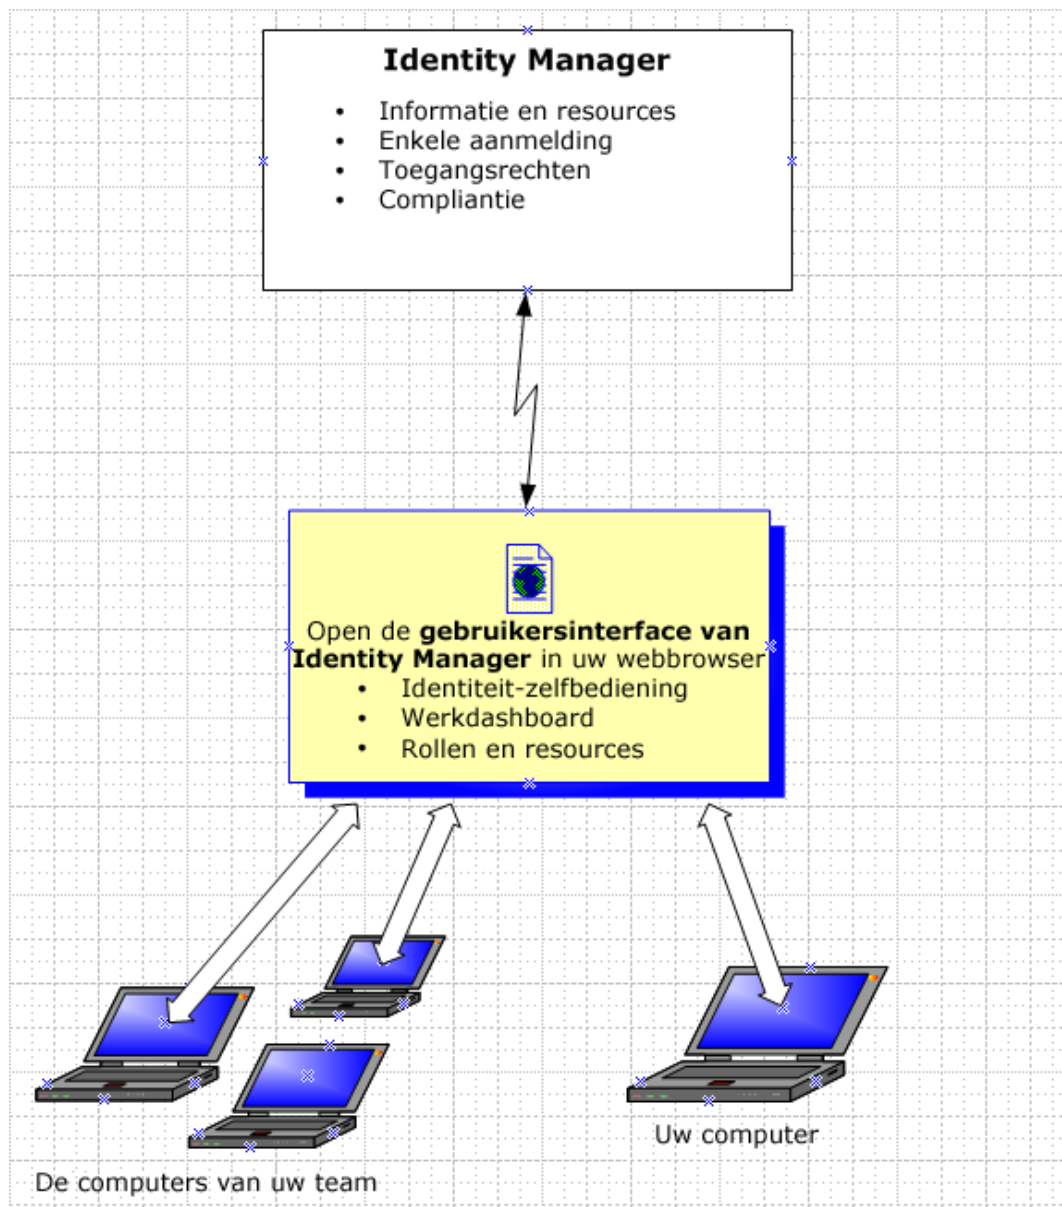 Identity Manager
• Informatie en resources
• Enkele aanmelding
• Toegangsrechten
• Compliantie
Open de gebruikersinterface van
Identity Manager in uw webbrowser
• Identiteit-zelfbediening
• Werkdashboard
• Rollen en resources
Uw computer
De computers van uw team